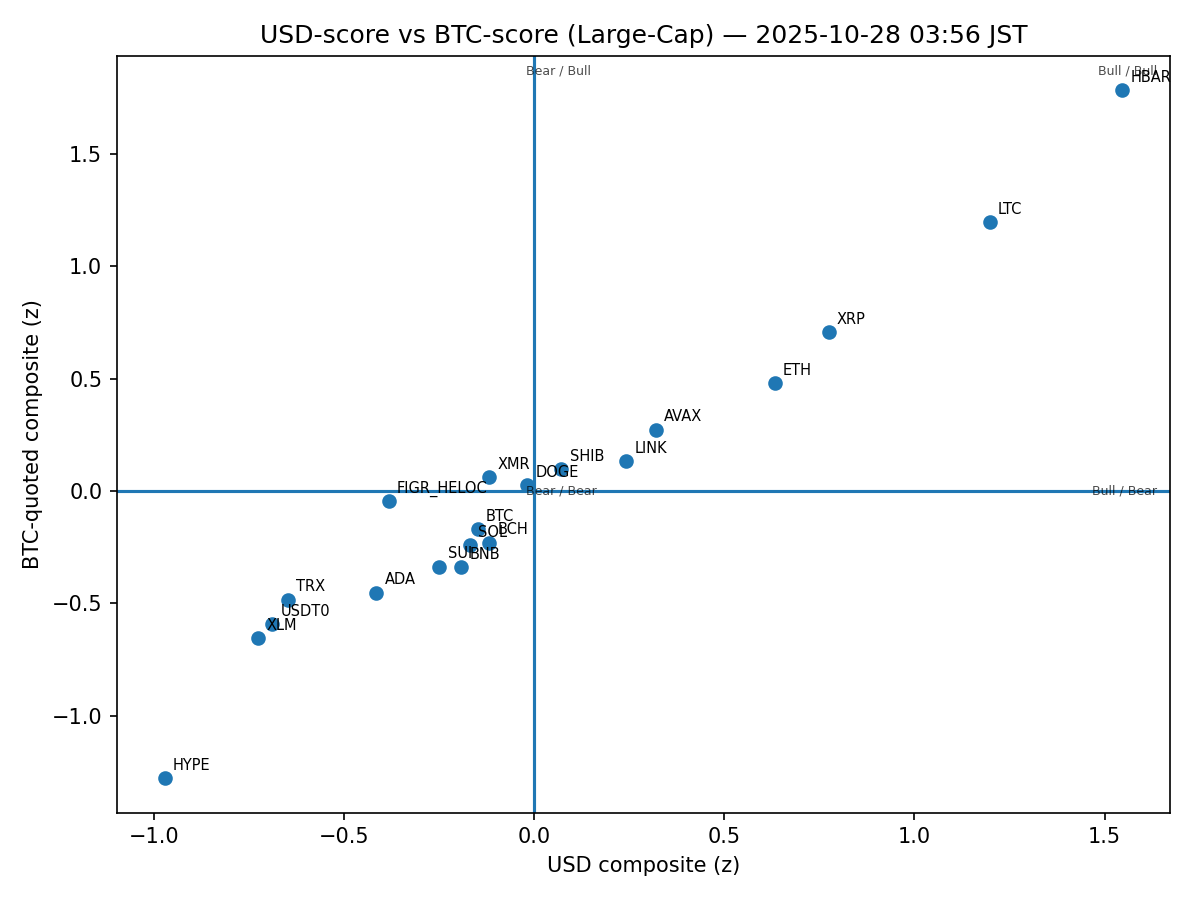 USD-score vs BTC-score (Large-Cap) — 2025-10-28 03:56 JST
Bear / Bull
Bull / Bull
HBAR
1.5
LTC
1.0
XRP
0.5
ETH
AVAX
LINK
SHIB
XMR
DOGE
FIGR_HELOC
0.0
Bear / Bear
Bull / Bear
BTC
BCH
SOL
SUI
BNB
ADA
TRX
−0.5
USDT0
XLM
−1.0
HYPE
−1.0
−0.5
0.0
0.5
1.0
1.5
USD composite (z)
BTC-quoted composite (z)